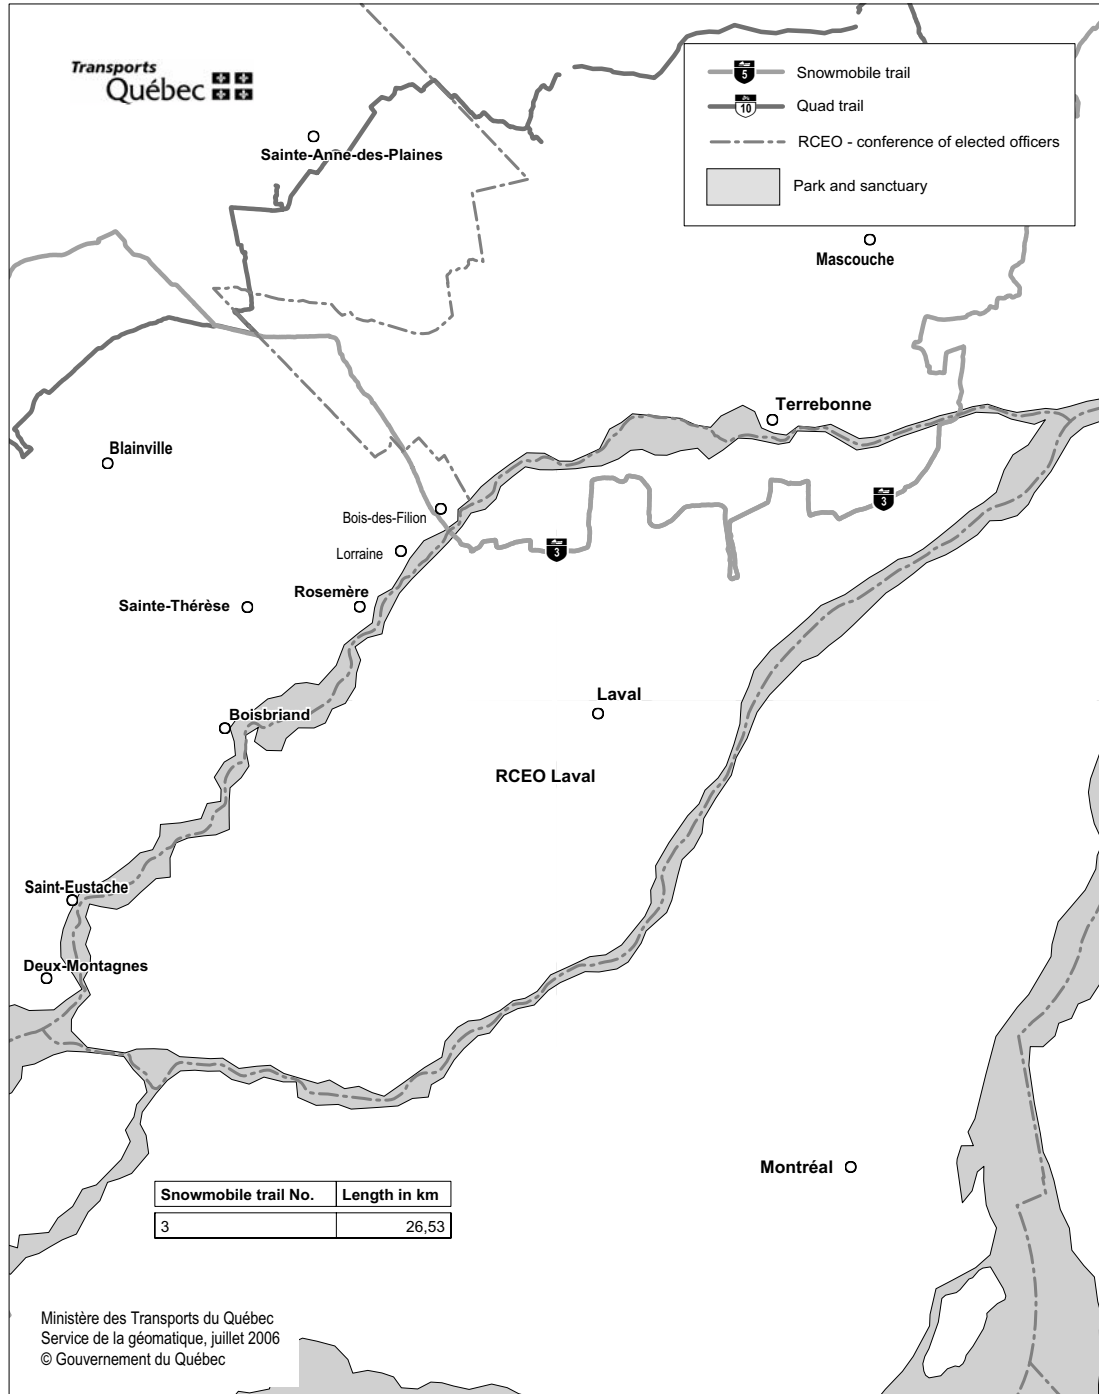 Transports
Québec
5
Snowmobile trail
10
Quad trail
RCEO - conference of elected officers
Park and sanctuary
Sainte-Anne-des-Plaines
Mascouche
Terrebonne
Blainville
3
Bois-des-Filion
Lorraine
3
Rosemère
Sainte-Thérèse
Laval
Boisbriand
RCEO Laval
Saint-Eustache
Deux-Montagnes
Montréal
Snowmobile trail No. Length in km
3 26,53
Ministère des Transports du Québec
Service de la géomatique, juillet 2006
© Gouvernement du Québec